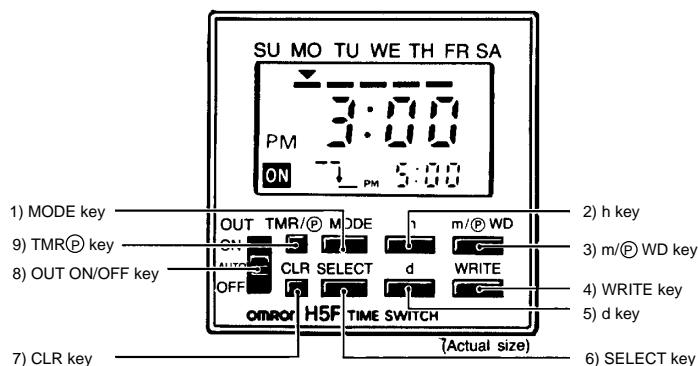 SU MO TU WE TH FR SA
3:00
PM
ON
PM 5:00
1) MODE key
2) h key
OUT TMR/Ⓟ MODE h m/Ⓟ WD
ON
9) TMRⓅ key
3) m/Ⓟ WD key
AUTO
8) OUT ON/OFF key
CLR SELECT d WRITE
OFF
4) WRITE key
5) d key
OMRON H5F TIME SWITCH
7) CLR key
(Actual size)
6) SELECT key